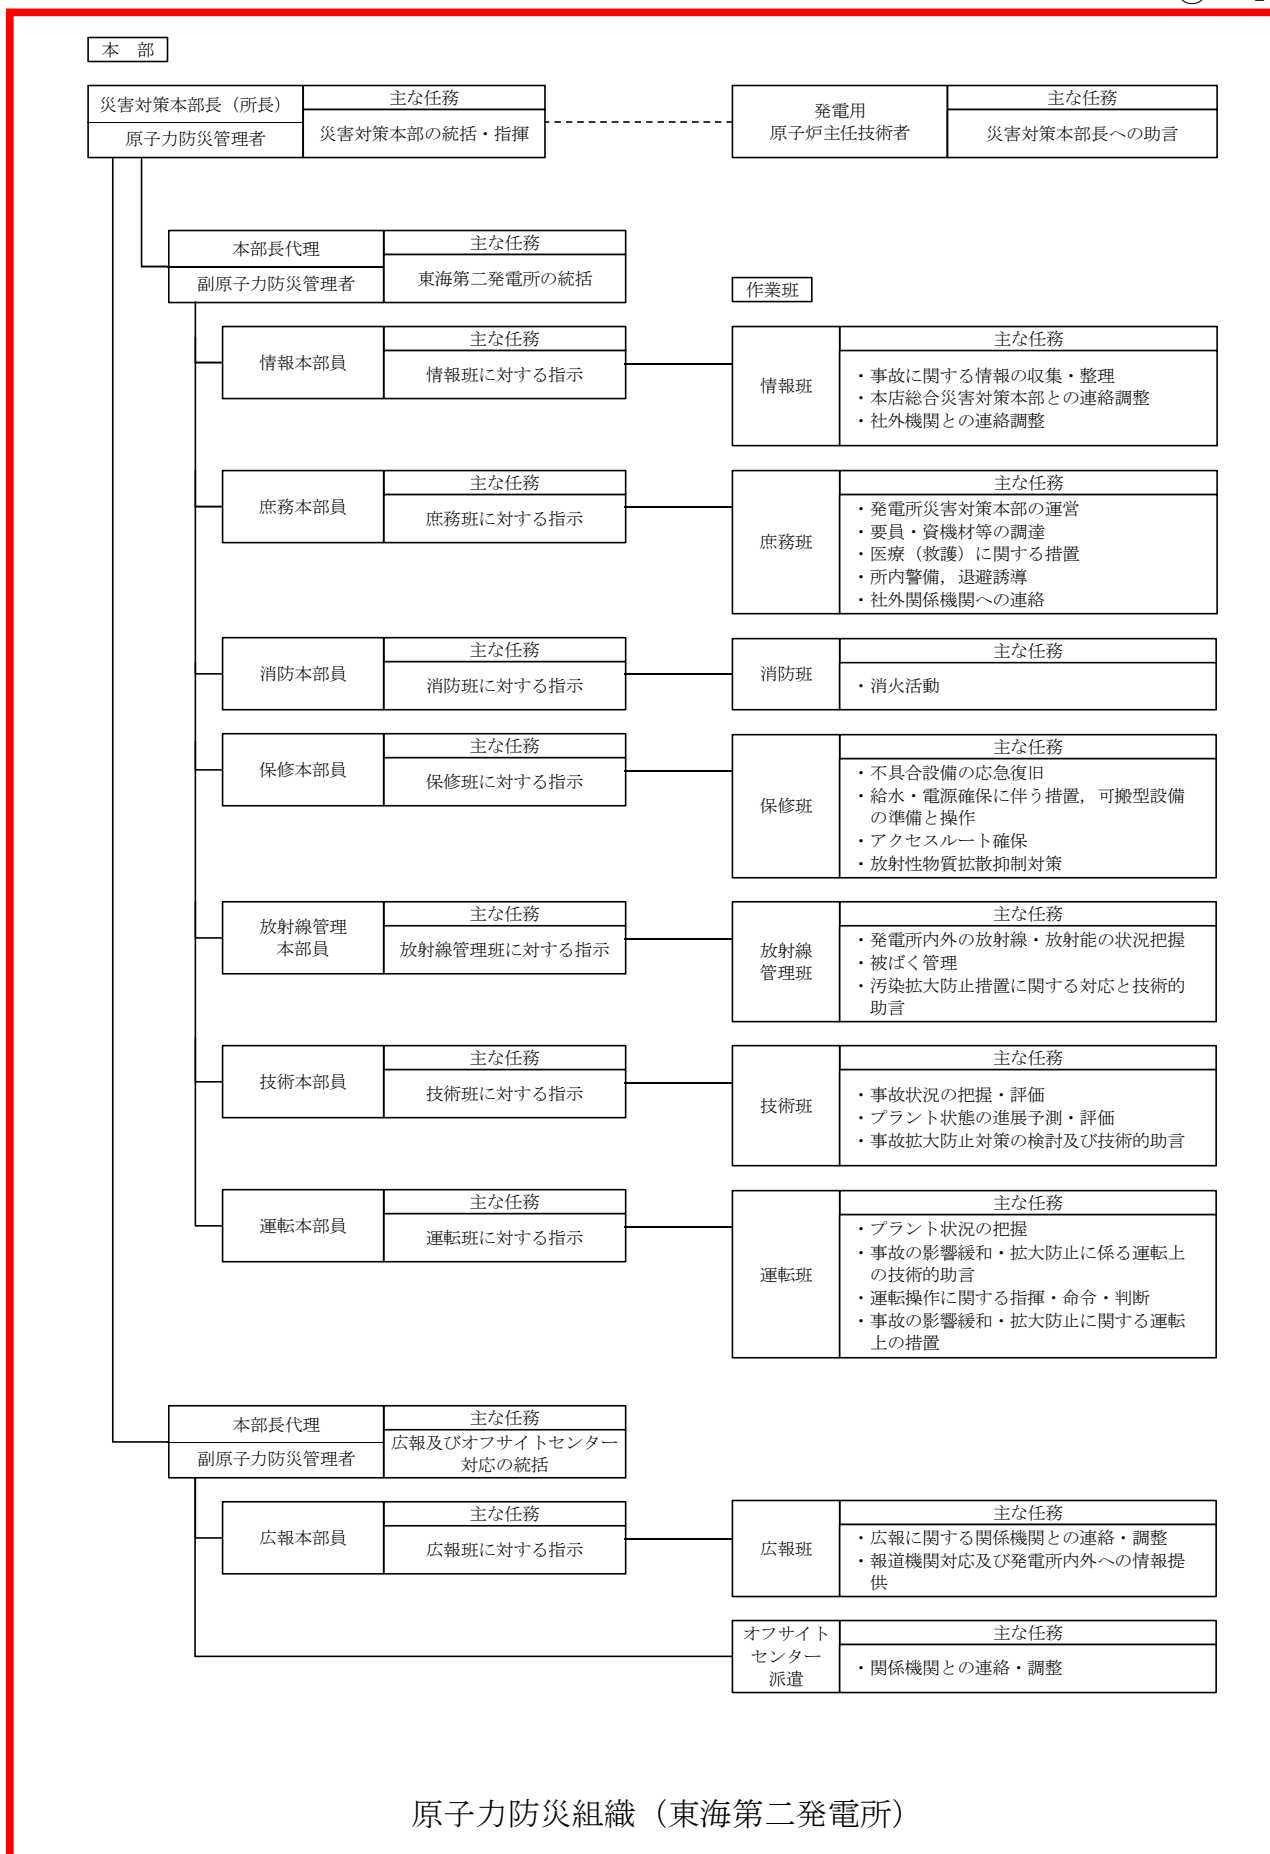 本　部
災害対策本部長（所長）
原子力防災管理者
主な任務
災害対策本部の統括・指揮
発電用
原子炉主任技術者
主な任務
災害対策本部長への助言
本部長代理
副原子力防災管理者
主な任務
東海第二発電所の統括
作業班
情報本部員
主な任務
情報班に対する指示
情報班
主な任務
・事故に関する情報の収集・整理
・本店総合災害対策本部との連絡調整
・社外機関との連絡調整
庶務本部員
主な任務
庶務班に対する指示
庶務班
主な任務
・発電所災害対策本部の運営
・要員・資機材等の調達
・医療（救護）に関する措置
・所内警備，退避誘導
・社外関係機関への連絡
消防本部員
主な任務
消防班に対する指示
消防班
主な任務
・消火活動
保修本部員
主な任務
保修班に対する指示
保修班
主な任務
・不具合設備の応急復旧
・給水・電源確保に伴う措置，可搬型設備
の準備と操作
・アクセスルート確保
・放射性物質拡散抑制対策
放射線管理
本部員
主な任務
放射線管理班に対する指示
放射線
管理班
主な任務
・発電所内外の放射線・放射能の状況把握
・被ばく管理
・汚染拡大防止措置に関する対応と技術的
助言
技術本部員
主な任務
技術班に対する指示
技術班
主な任務
・事故状況の把握・評価
・プラント状態の進展予測・評価
・事故拡大防止対策の検討及び技術的助言
運転本部員
主な任務
運転班に対する指示
運転班
主な任務
・プラント状況の把握
・事故の影響緩和・拡大防止に係る運転上
の技術的助言
・運転操作に関する指揮・命令・判断
・事故の影響緩和・拡大防止に関する運転
上の措置
本部長代理
副原子力防災管理者
主な任務
広報及びオフサイトセンター
対応の統括
広報本部員
主な任務
広報班に対する指示
広報班
主な任務
・広報に関する関係機関との連絡・調整
・報道機関対応及び発電所内外への情報提
供
オフサイト
センター
派遣
主な任務
・関係機関との連絡・調整
原子力防災組織（東海第二発電所）